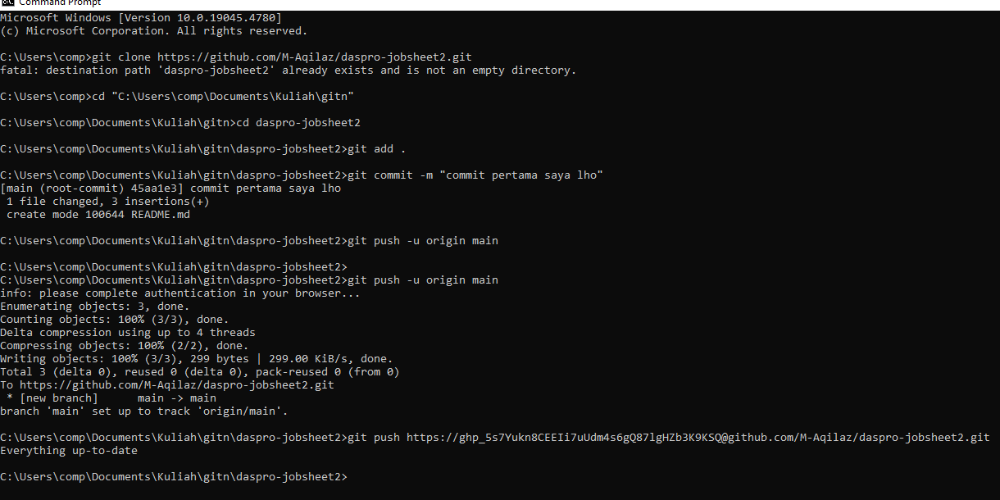 Command Prompt
Microsoft Windows [Version 10.0.19045.4780]
(c) Microsoft Corporation. All rights reserved.
C:\Users\comp>git clone https://github.com/M-Aqilaz/daspro-jobsheet2.git
fatal: destination path 'daspro-jobsheet2' already exists and is not an empty directory.
C:\Users\comp>cd "C:\Users\comp\Documents\Kuliah\gitn"
C:\Users\comp\Documents\Kuliah\gitn>cd daspro-jobsheet2
C:\Users\comp\Documents\Kuliah\gitn\daspro-jobsheet2>git add .
C:\Users\comp\Documents\Kuliah\gitn\daspro-jobsheet2>git commit -m "commit pertama saya lho"
[main (root-commit) 45aa1e3] commit pertama saya lho
 1 file changed, 3 insertions(+)
 create mode 100644 README.md
C:\Users\comp\Documents\Kuliah\gitn\daspro-jobsheet2>git push -u origin main
C:\Users\comp\Documents\Kuliah\gitn\daspro-jobsheet2>
C:\Users\comp\Documents\Kuliah\gitn\daspro-jobsheet2>git push -u origin main
info: please complete authentication in your browser...
Enumerating objects: 3, done.
Counting objects: 100% (3/3), done.
Delta compression using up to 4 threads
Compressing objects: 100% (2/2), done.
Writing objects: 100% (3/3), 299 bytes | 299.00 KiB/s, done.
Total 3 (delta 0), reused 0 (delta 0), pack-reused 0 (from 0)
To https://github.com/M-Aqilaz/daspro-jobsheet2.git
 * [new branch]      main -> main
branch 'main' set up to track 'origin/main'.
C:\Users\comp\Documents\Kuliah\gitn\daspro-jobsheet2>git push https://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@github.com/M-Aqilaz/daspro-jobsheet2.git
Everything up-to-date
C:\Users\comp\Documents\Kuliah\gitn\daspro-jobsheet2>